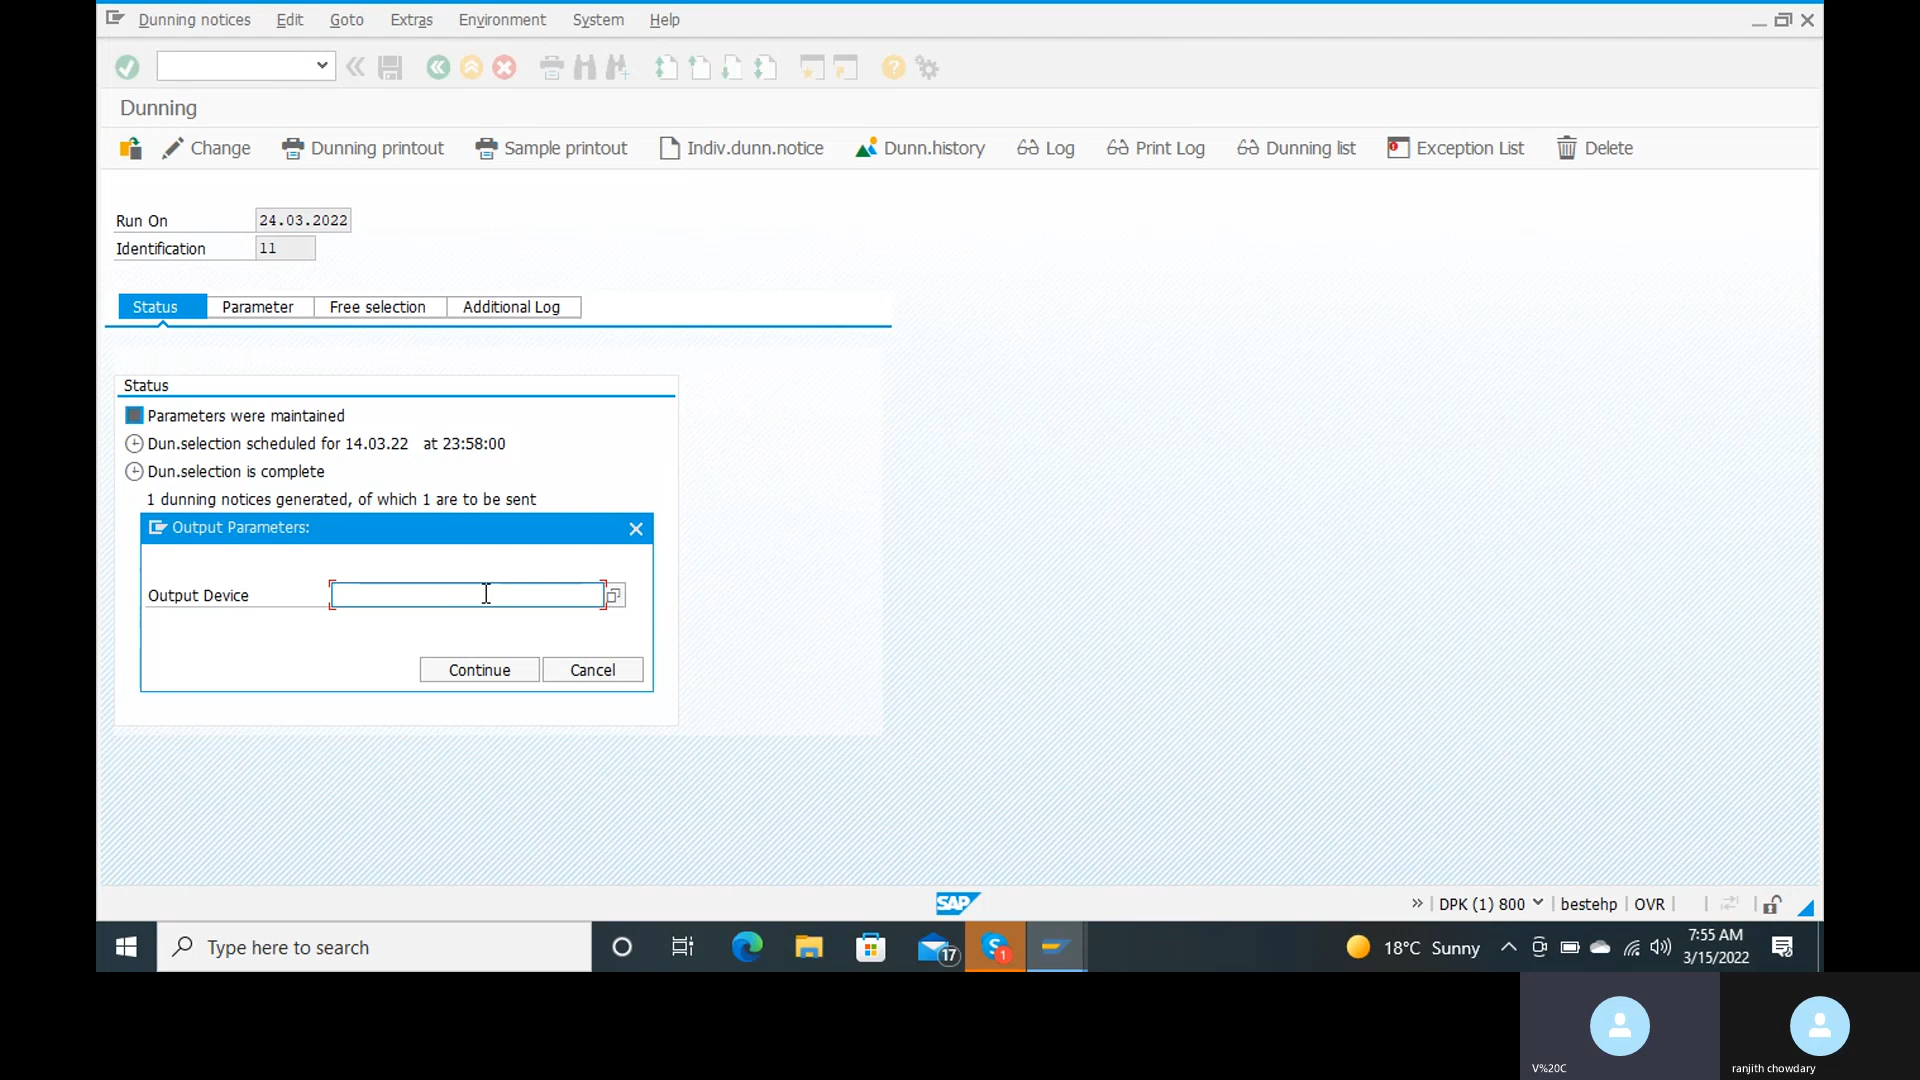 Dunning notices Edit Goto Extras Environment System Help
Dunning
Change Dunning printout Sample printout Indiv.dunn.notice Dunn.history Log Print Log Dunning list Exception List Delete
Run On 24.03.2022
Identification 11
Status Parameter Free selection Additional Log
Status
Parameters were maintained
Dun.selection scheduled for 14.03.22 at 23:58:00
Dun.selection is complete
1 dunning notices generated, of which 1 are to be sent
Output Parameters:
Output Device
Continue Cancel
SAP DPK (1) 800 bestehp OVR
Type here to search 17 1 18°C Sunny 7:55 AM
3/15/2022
V%20C ranjith chowdary